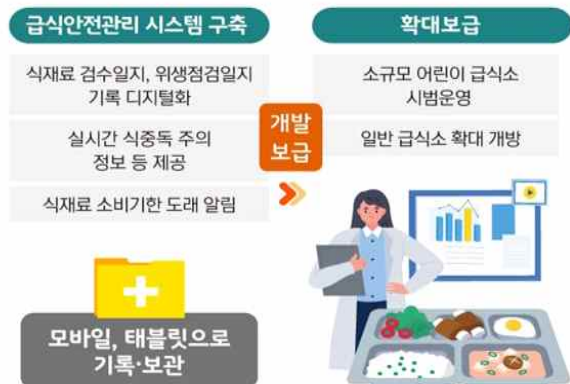 급식안전관리 시스템 구축
식재료 검수일지, 위생점검일지
기록 디지털화
실시간 식중독 주의
정보 등 제공
식재료 소비기한 도래 알림
모바일, 태블릿으로
기록·보관
개발
보급
확대보급
소규모 어린이 급식소
시범운영
일반 급식소 확대 개방